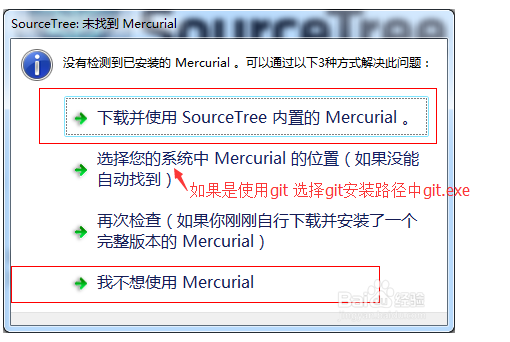 SourceTree: 未找到 Mercurial
没有检测到已安装的 Mercurial 。可以通过以下3种方式解决此问题：
下载并使用 SourceTree 内置的 Mercurial 。
选择您的系统中 Mercurial 的位置（如果没能
自动找到）
如果是使用git 选择git安装路径中git.exe
再次检查（如果你刚刚自行下载并安装了一个
完整版本的 Mercurial）
我不想使用 Mercurial
Baidu 经验
jingyan.baidu.com